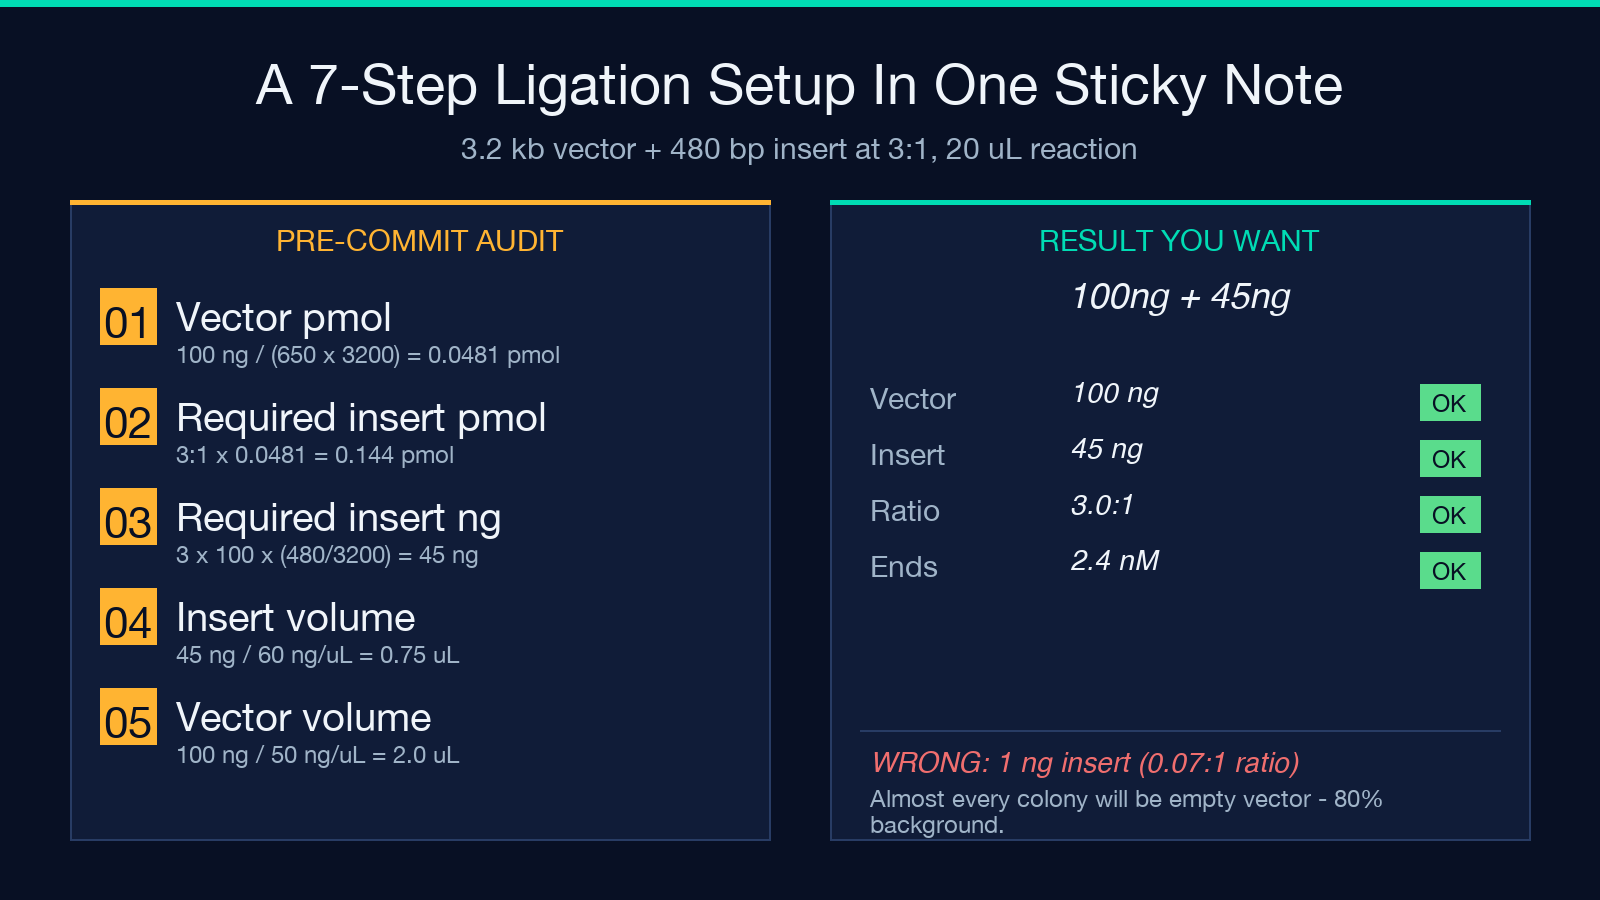 A 7-Step Ligation Setup In One Sticky Note
3.2 kb vector + 480 bp insert at 3:1, 20 uL reaction
PRE-COMMIT AUDIT
01 Vector pmol
100 ng / (650 x 3200) = 0.0481 pmol
02 Required insert pmol
3:1 x 0.0481 = 0.144 pmol
03 Required insert ng
3 x 100 x (480/3200) = 45 ng
04 Insert volume
45 ng / 60 ng/uL = 0.75 uL
05 Vector volume
100 ng / 50 ng/uL = 2.0 uL
RESULT YOU WANT
100ng + 45ng
Vector 100 ng OK
Insert 45 ng OK
Ratio 3.0:1 OK
Ends 2.4 nM OK
WRONG: 1 ng insert (0.07:1 ratio)
Almost every colony will be empty vector - 80%
background.